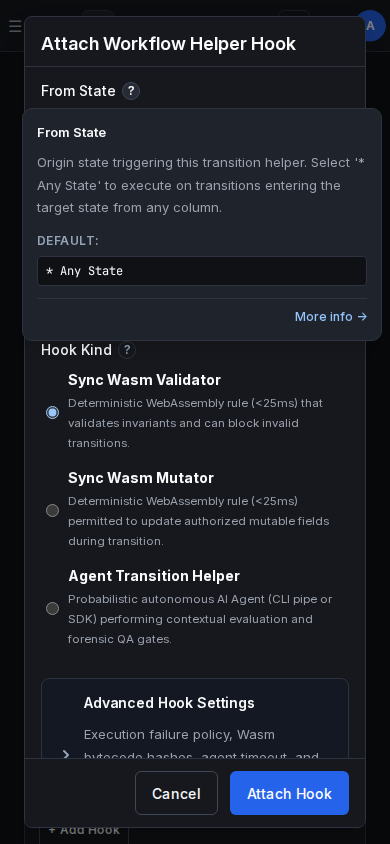 ☰
A
Attach Workflow Helper Hook
From State ?
From State
Origin state triggering this transition helper. Select '*
Any State' to execute on transitions entering the
target state from any column.
DEFAULT:
* Any State
More info →
Hook Kind ?
Sync Wasm Validator
Deterministic WebAssembly rule (<25ms) that
validates invariants and can block invalid
transitions.
Sync Wasm Mutator
Deterministic WebAssembly rule (<25ms)
permitted to update authorized mutable fields
during transition.
Agent Transition Helper
Probabilistic autonomous AI Agent (CLI pipe or
SDK) performing contextual evaluation and
forensic QA gates.
Advanced Hook Settings
Execution failure policy, Wasm
bytecode hashes, agent timeout, and
Cancel
Attach Hook
+ Add Hook